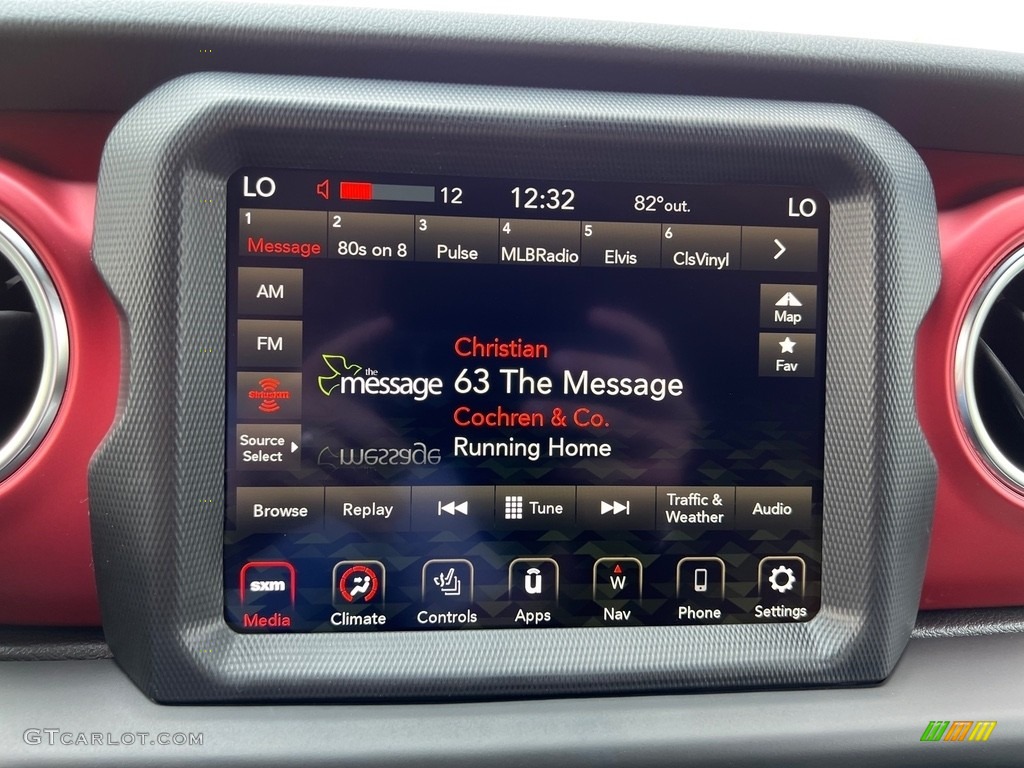 LO 12 12:32 82°out. LO
1 2 3 4 5 6
Message 80s on 8 Pulse MLBRadio Elvis ClsVinyl
AM
Map
FM
Fav
SiriusXM
Source
Select
the
message
Christian
63 The Message
Cochren & Co.
Running Home
message
Browse Replay Tune Traffic &
Weather Audio
sxm ū W
Media Climate Controls Apps Nav Phone Settings
GTCARLOT.COM